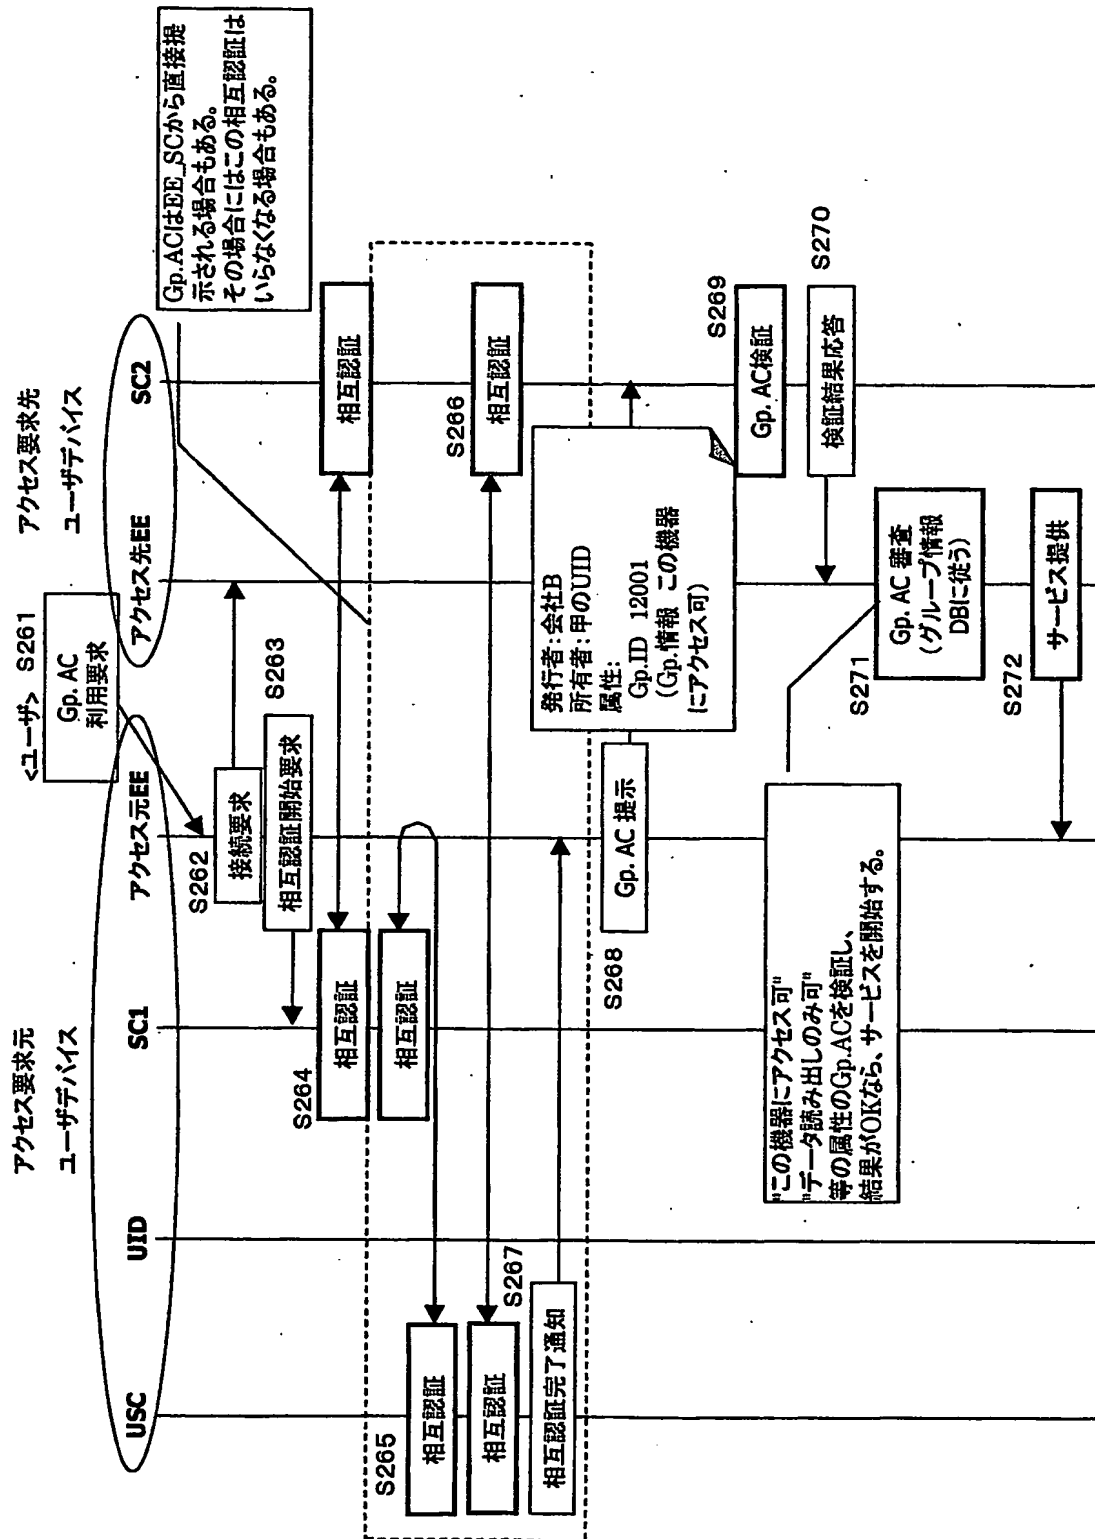 アクセス要求元
ユーザデバイス
アクセス要求先
ユーザデバイス
USC
UID
SC1
アクセス元EE
アクセス先EE
SC2
<ユーザ> S261
Gp. AC
利用要求
Gp.ACはEE_SCから直接提
示される場合もある。
その場合にはこの相互認証は
いらなくなる場合もある。
S262
接続要求
S263
相互認証開始要求
S264
相互認証
相互認証
S265
相互認証
相互認証
S266
相互認証
相互認証
S267
相互認証完了通知
S268
Gp. AC 提示
発行者:会社B
所有者:甲のUID
属性:
Gp.ID 12001
(Gp.情報 この機器
にアクセス可)
S269
Gp. AC検証
S270
検証結果応答
S271
Gp. AC 審査
(グループ情報
DBに従う)
"この機器にアクセス可"
"データ読み出しのみ可"
等の属性のGp.ACを検証し、
結果がOKなら、サービスを開始する。
S272
サービス提供